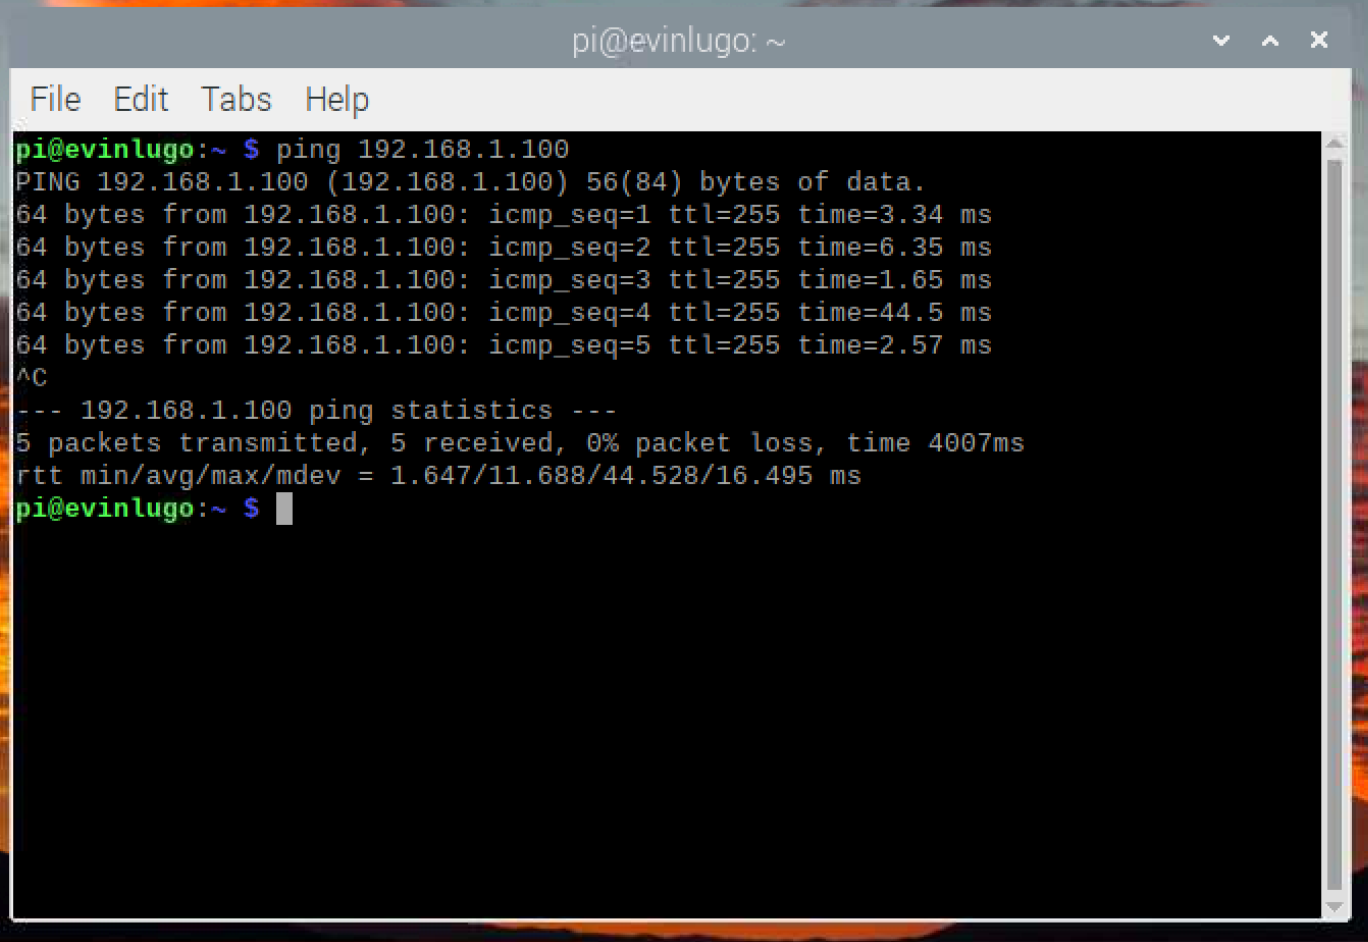 pi@evinlugo: ~
File Edit Tabs Help
pi@evinlugo:~ $ ping 192.168.1.100
PING 192.168.1.100 (192.168.1.100) 56(84) bytes of data.
64 bytes from 192.168.1.100: icmp_seq=1 ttl=255 time=3.34 ms
64 bytes from 192.168.1.100: icmp_seq=2 ttl=255 time=6.35 ms
64 bytes from 192.168.1.100: icmp_seq=3 ttl=255 time=1.65 ms
64 bytes from 192.168.1.100: icmp_seq=4 ttl=255 time=44.5 ms
64 bytes from 192.168.1.100: icmp_seq=5 ttl=255 time=2.57 ms
^C
--- 192.168.1.100 ping statistics ---
5 packets transmitted, 5 received, 0% packet loss, time 4007ms
rtt min/avg/max/mdev = 1.647/11.688/44.528/16.495 ms
pi@evinlugo:~ $